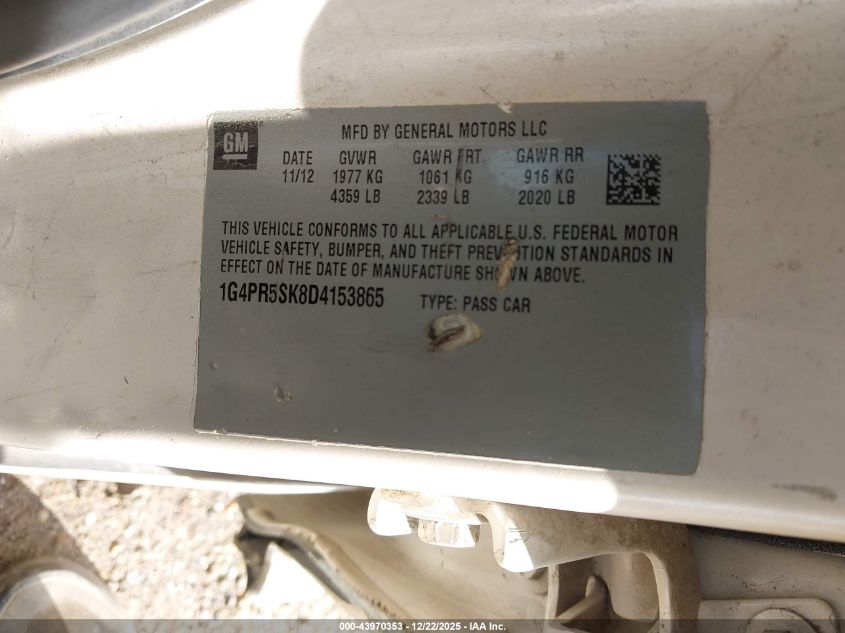 GM
MFD BY GENERAL MOTORS LLC
DATE GVWR GAWR FRT. GAWR RR
11/12 1977 KG 1061 KG 916 KG
4359 LB 2339 LB 2020 LB
THIS VEHICLE CONFORMS TO ALL APPLICABLE U.S. FEDERAL MOTOR
VEHICLE SAFETY, BUMPER, AND THEFT PREVENTION STANDARDS IN
EFFECT ON THE DATE OF MANUFACTURE SHOWN ABOVE.
1G4PR5SK8D4153865 TYPE: PASS CAR
000-43970353 - 12/22/2025 - IAA Inc.